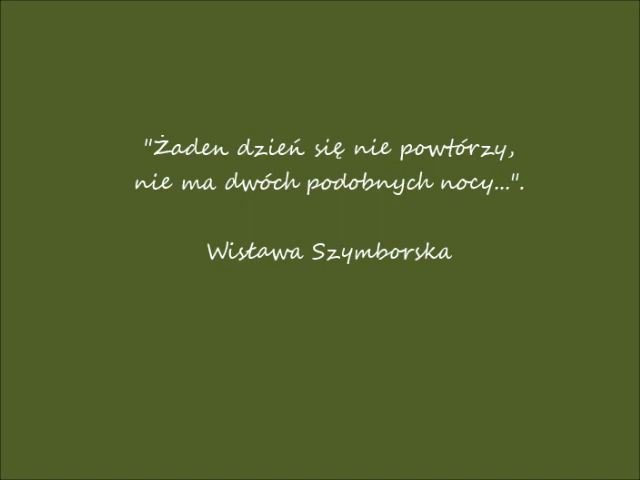 "Żaden dzień się nie powtórzy,
nie ma dwóch podobnych nocy...".
Wisława Szymborska